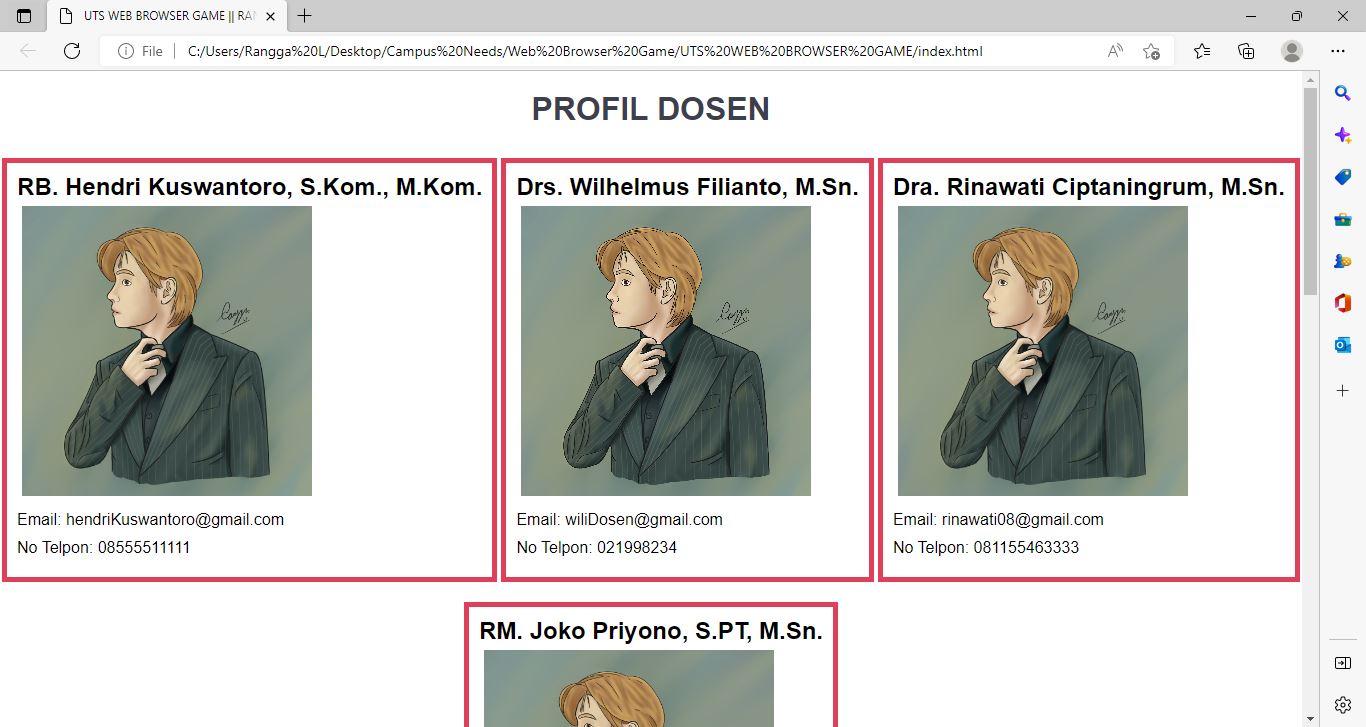 UTS WEB BROWSER GAME || RAN
File
C:/Users/Rangga%20L/Desktop/Campus%20Needs/Web%20Browser%20Game/UTS%20WEB%20BROWSER%20GAME/index.html
PROFIL DOSEN
RB. Hendri Kuswantoro, S.Kom., M.Kom.
Email: hendriKuswantoro@gmail.com
No Telpon: 08555511111
Drs. Wilhelmus Filianto, M.Sn.
Email: wiliDosen@gmail.com
No Telpon: 021998234
Dra. Rinawati Ciptaningrum, M.Sn.
Email: rinawati08@gmail.com
No Telpon: 081155463333
RM. Joko Priyono, S.PT, M.Sn.